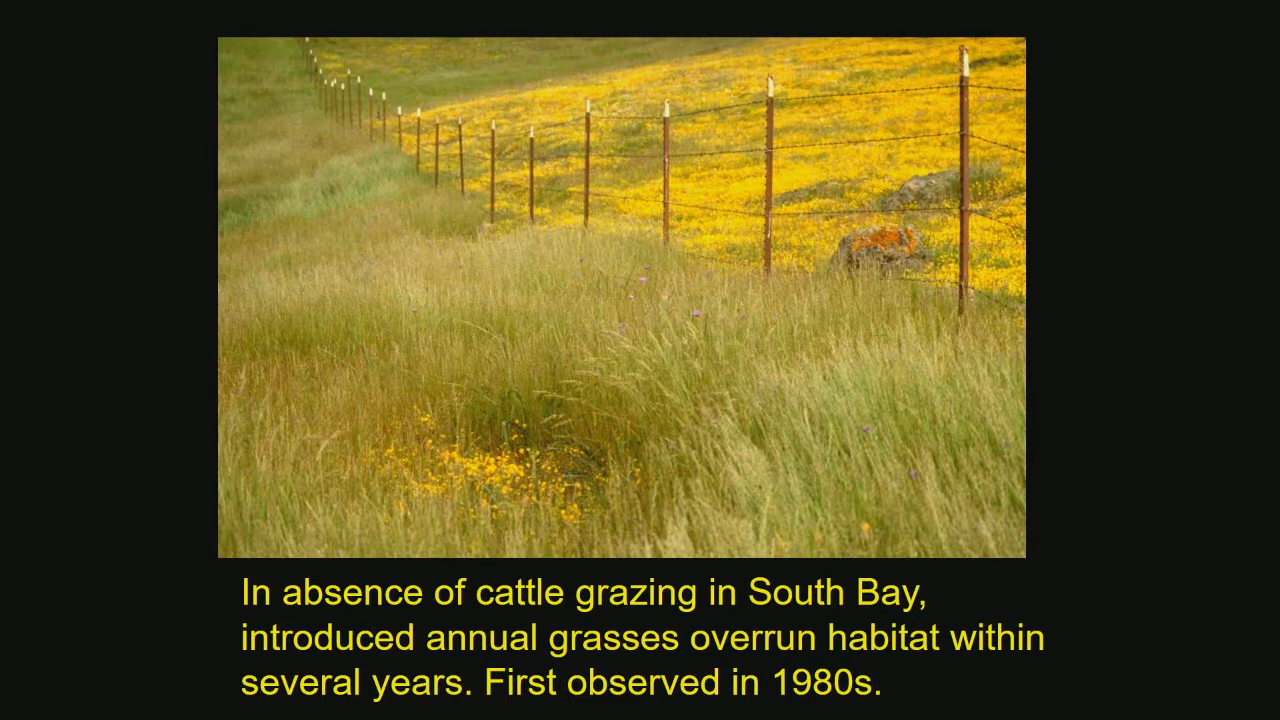 In absence of cattle grazing in South Bay,
introduced annual grasses overrun habitat within
several years. First observed in 1980s.